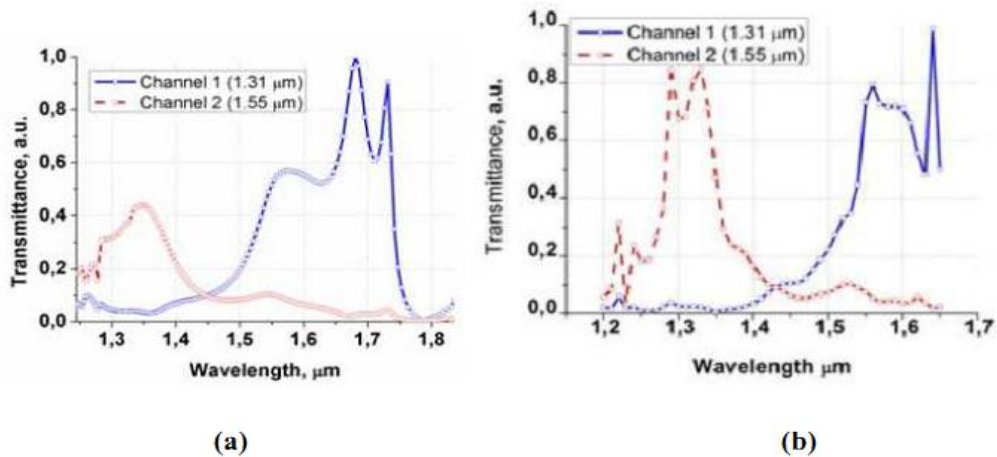 1,0
0,8
0,6
0,4
0,2
0,0
Transmittance, a.u.
Channel 1 (1.31 μm)
Channel 2 (1.55 μm)
1,3 1,4 1,5 1,6 1,7 1,8
Wavelength, μm
(a)
1,0
0,8
0,6
0,4
0,2
0,0
Transmittance, a.u.
Channel 1 (1.31 μm)
Channel 2 (1.55 μm)
1,2 1,3 1,4 1,5 1,6 1,7
Wavelength μm
(b)